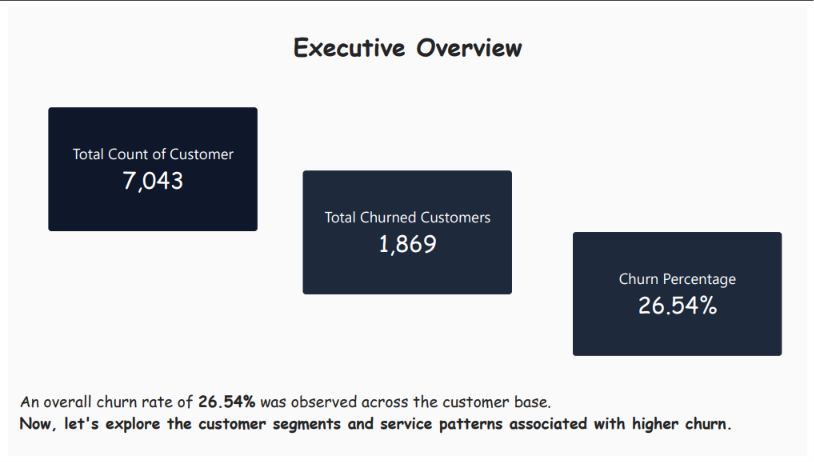 Executive Overview
Total Count of Customer
7,043
Total Churned Customers
1,869
Churn Percentage
26.54%
An overall churn rate of 26.54% was observed across the customer base.
Now, let's explore the customer segments and service patterns associated with higher churn.